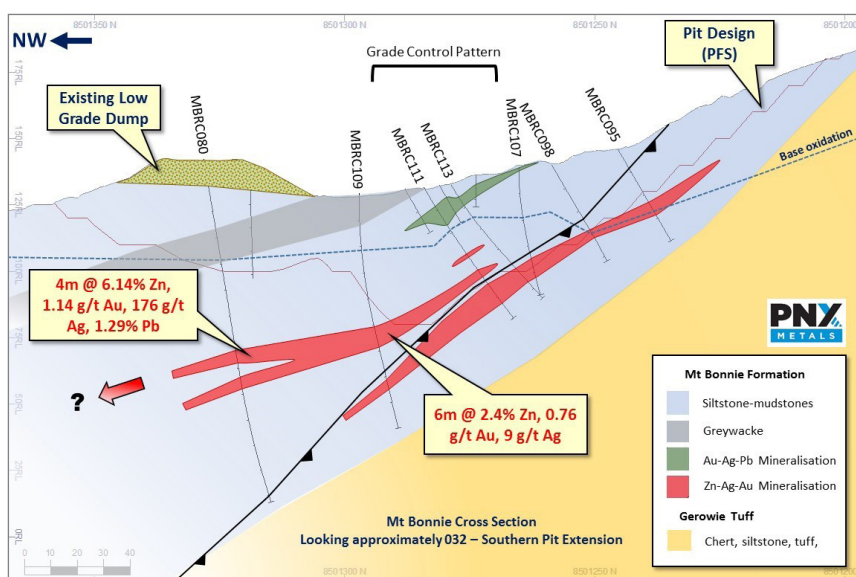 8501350 N
8501300 N
8501250 N
8501200
NW
Grade Control Pattern
Pit Design
(PFS)
175RL
Existing Low
Grade Dump
MBRC080
MBRC109
MBRC111
MBRC113
MBRC107
MBRC098
MBRC095
150RL
Base oxidation
125RL
100RL
4m @ 6.14% Zn,
1.14 g/t Au, 176 g/t
Ag, 1.29% Pb
PNX
METALS
75RL
?
50RL
6m @ 2.4% Zn, 0.76
g/t Au, 9 g/t Ag
25RL
0RL
Mt Bonnie Formation
Siltstone-mudstones
Greywacke
Au-Ag-Pb Mineralisation
Zn-Ag-Au Mineralisation
Gerowie Tuff
Chert, siltstone, tuff,
Mt Bonnie Cross Section
Looking approximately 032 – Southern Pit Extension
0 10 20 30 40
8501300 N
8501250 N
8501200